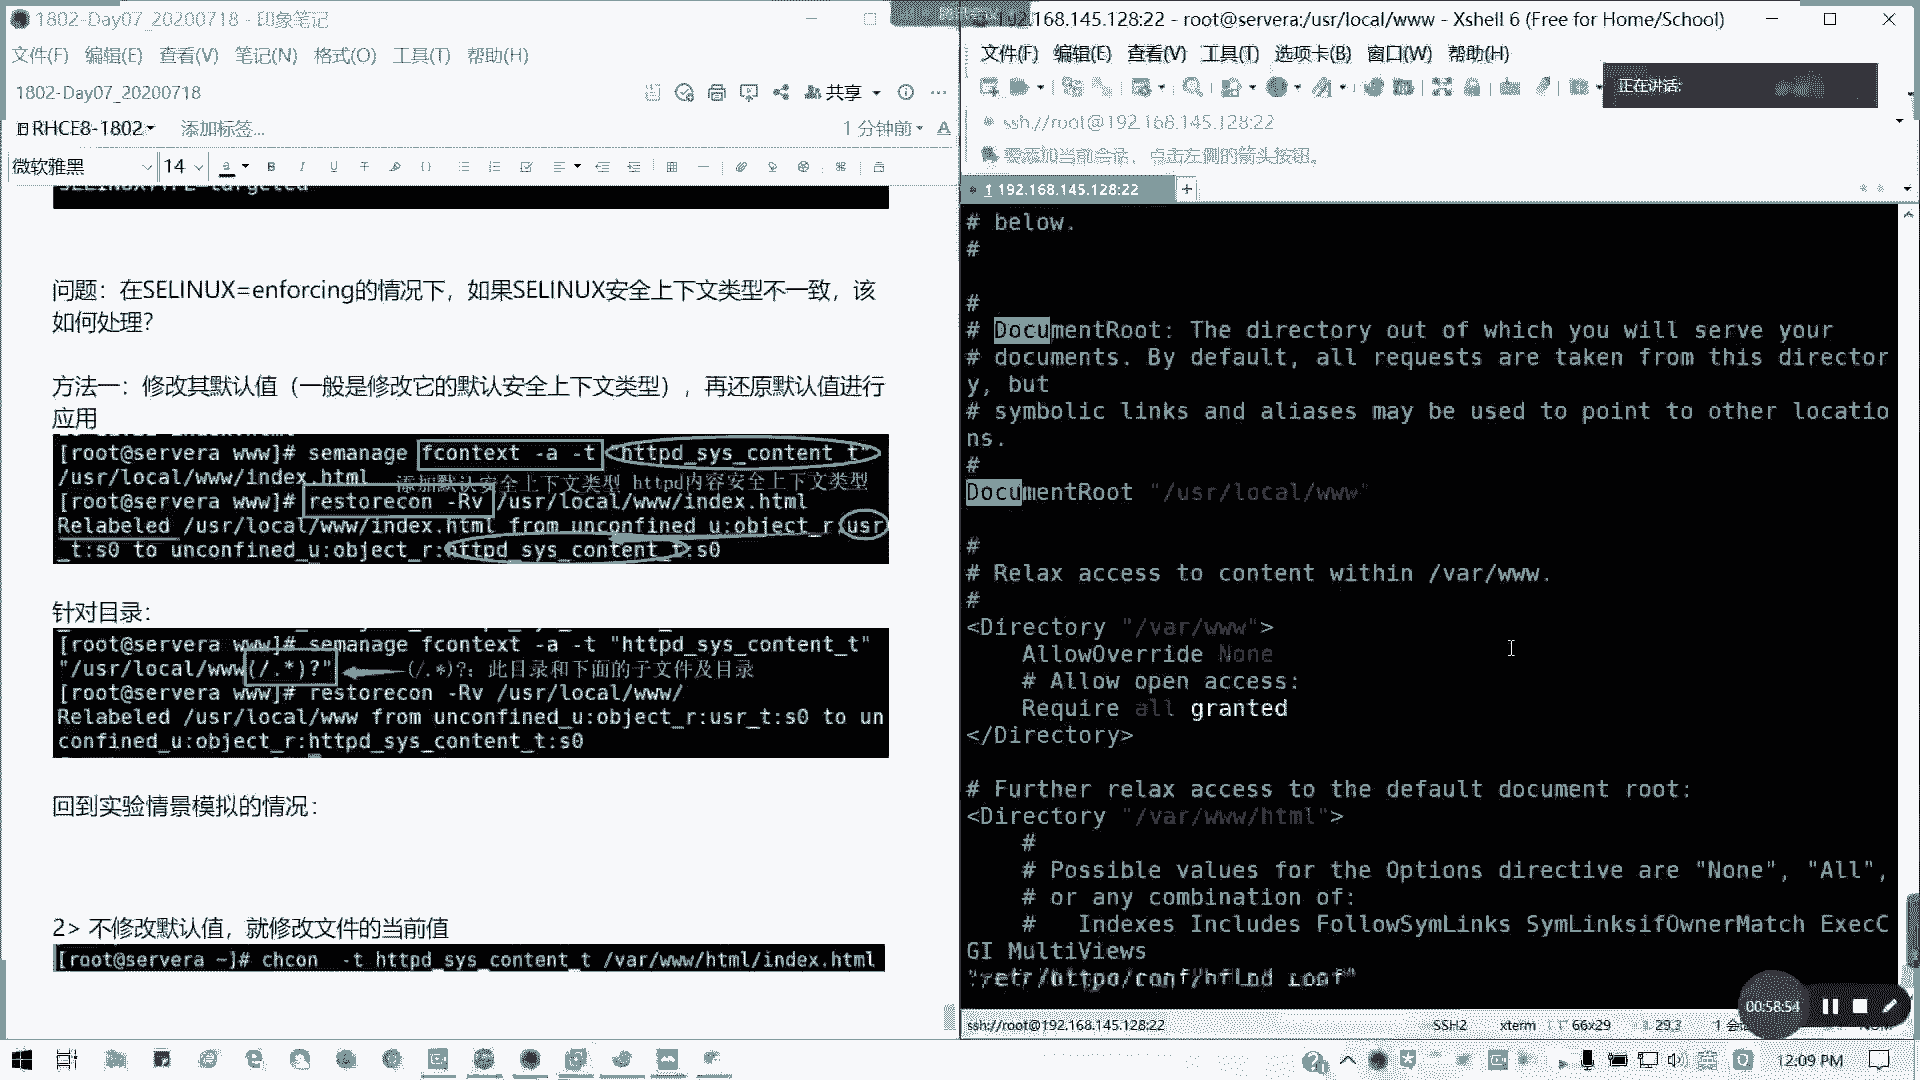 1802-Day07_20200718 - 印象笔记
文件(F) 编辑(E) 查看(V) 笔记(N) 格式(O) 工具(T) 帮助(H)
1802-Day07_20200718
共享
RHCE8-1802
添加标签...
1 分钟前
微软雅黑
14
问题：在SELINUX=enforcing的情况下，如果SELINUX安全上下文类型不一致，该
如何处理？
方法一：修改其默认值（一般是修改它的默认安全上下文类型），再还原默认值进行
应用
[root@servera www]# semanage fcontext -a -t "httpd_sys_content_t"
/usr/local/www/index.html
添加默认安全上下文类型 httpd内容安全上下文类型
[root@servera www]# restorecon -Rv /usr/local/www/index.html
Relabeled /usr/local/www/index.html from unconfined_u:object_r:usr
_t:s0 to unconfined_u:object_r:httpd_sys_content_t:s0
针对目录：
[root@servera www]# semanage fcontext -a -t "httpd_sys_content_t"
"/usr/local/www(/.*)?"
(/.*)?：此目录和下面的子文件及目录
[root@servera www]# restorecon -Rv /usr/local/www/
Relabeled /usr/local/www from unconfined_u:object_r:usr_t:s0 to un
confined_u:object_r:httpd_sys_content_t:s0
回到实验情景模拟的情况：
2> 不修改默认值，就修改文件的当前值
[root@servera ~]# chcon  -t httpd_sys_content_t /var/www/html/index.html
192.168.145.128:22 - root@servera:/usr/local/www - Xshell 6 (Free for Home/School)
文件(F) 编辑(E) 查看(V) 工具(T) 选项卡(B) 窗口(W) 帮助(H)
正在讲话:
ssh://root@192.168.145.128:22
要添加当前会话，点击左侧的箭头按钮。
1 192.168.145.128:22
# below.
#
#
# DocumentRoot: The directory out of which you will serve your
# documents. By default, all requests are taken from this director
y, but
# symbolic links and aliases may be used to point to other locatio
ns.
#
DocumentRoot "/usr/local/www"
#
# Relax access to content within /var/www.
#
<Directory "/var/www">
    AllowOverride None
    # Allow open access:
    Require all granted
</Directory>
# Further relax access to the default document root:
<Directory "/var/www/html">
    #
    # Possible values for the Options directive are "None", "All",
    # or any combination of:
    #   Indexes Includes FollowSymLinks SymLinksifOwnerMatch ExecC
GI MultiViews
ssh://root@192.168.145.128:22
SSH2
xterm
66x29
00:58:54
12:09 PM